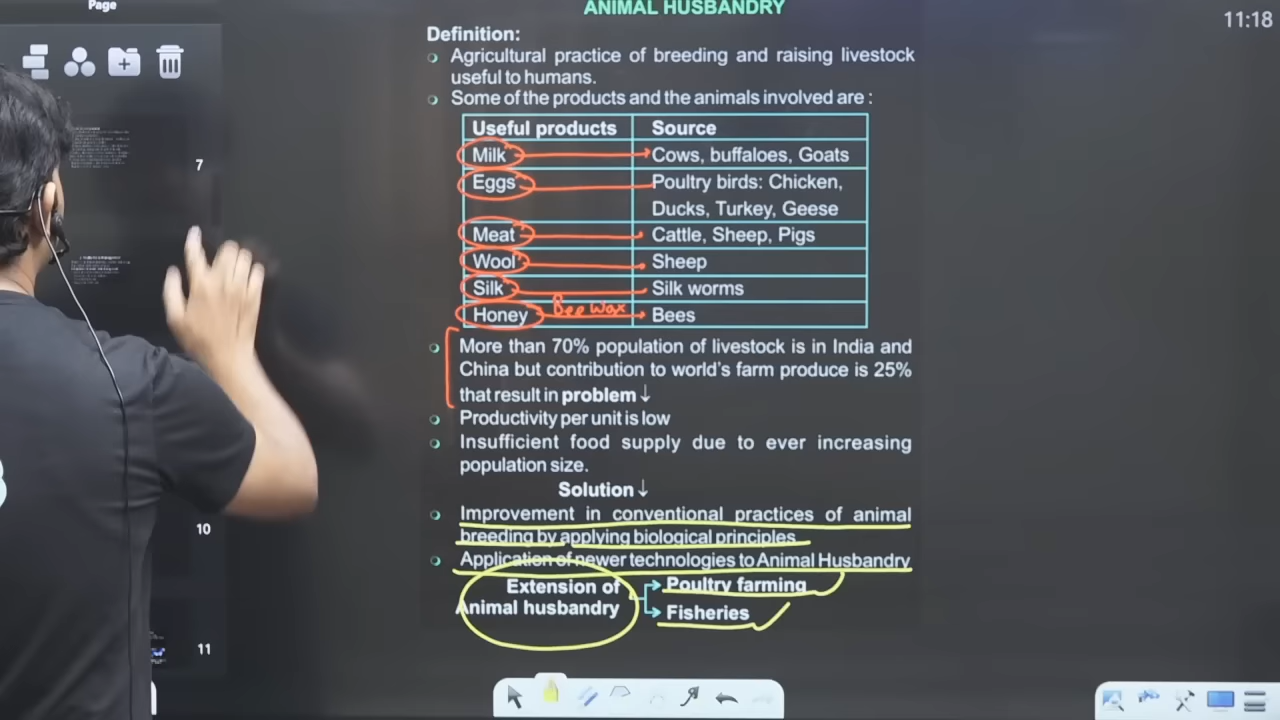 Page
11:18
7
10
11
ANIMAL HUSBANDRY
Definition:
Agricultural practice of breeding and raising livestock
useful to humans.
Some of the products and the animals involved are :
Useful products Source
Milk Cows, buffaloes, Goats
Eggs Poultry birds: Chicken,
Ducks, Turkey, Geese
Meat Cattle, Sheep, Pigs
Wool Sheep
Silk Silk worms
Honey Bee wax Bees
More than 70% population of livestock is in India and
China but contribution to world's farm produce is 25%
that result in problem ↓
Productivity per unit is low
Insufficient food supply due to ever increasing
population size.
Solution ↓
Improvement in conventional practices of animal
breeding by applying biological principles
Application of newer technologies to Animal Husbandry
Extension of Poultry farming
Animal husbandry Fisheries